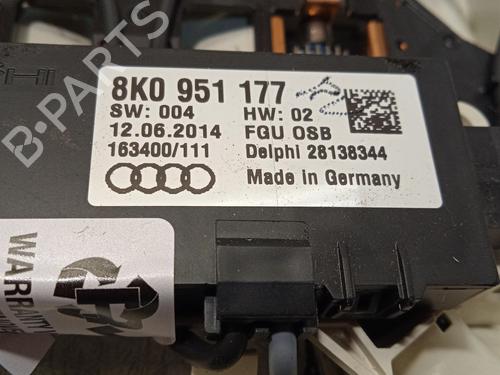 8K0 951 177
SW: 004 HW: 02
12.06.2014 FGU OSB
163400/111 Delphi 28138344
Made in Germany
WARRANTY